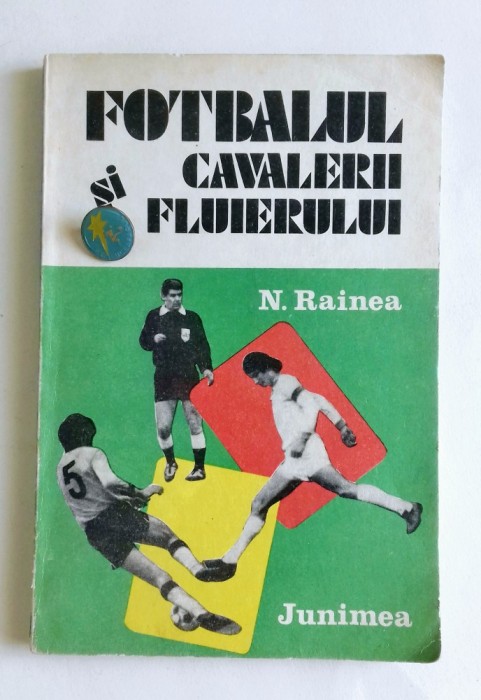 FOTBALUL
și CAVALERII
FLUIERULUI
N. Rainea
5
Junimea